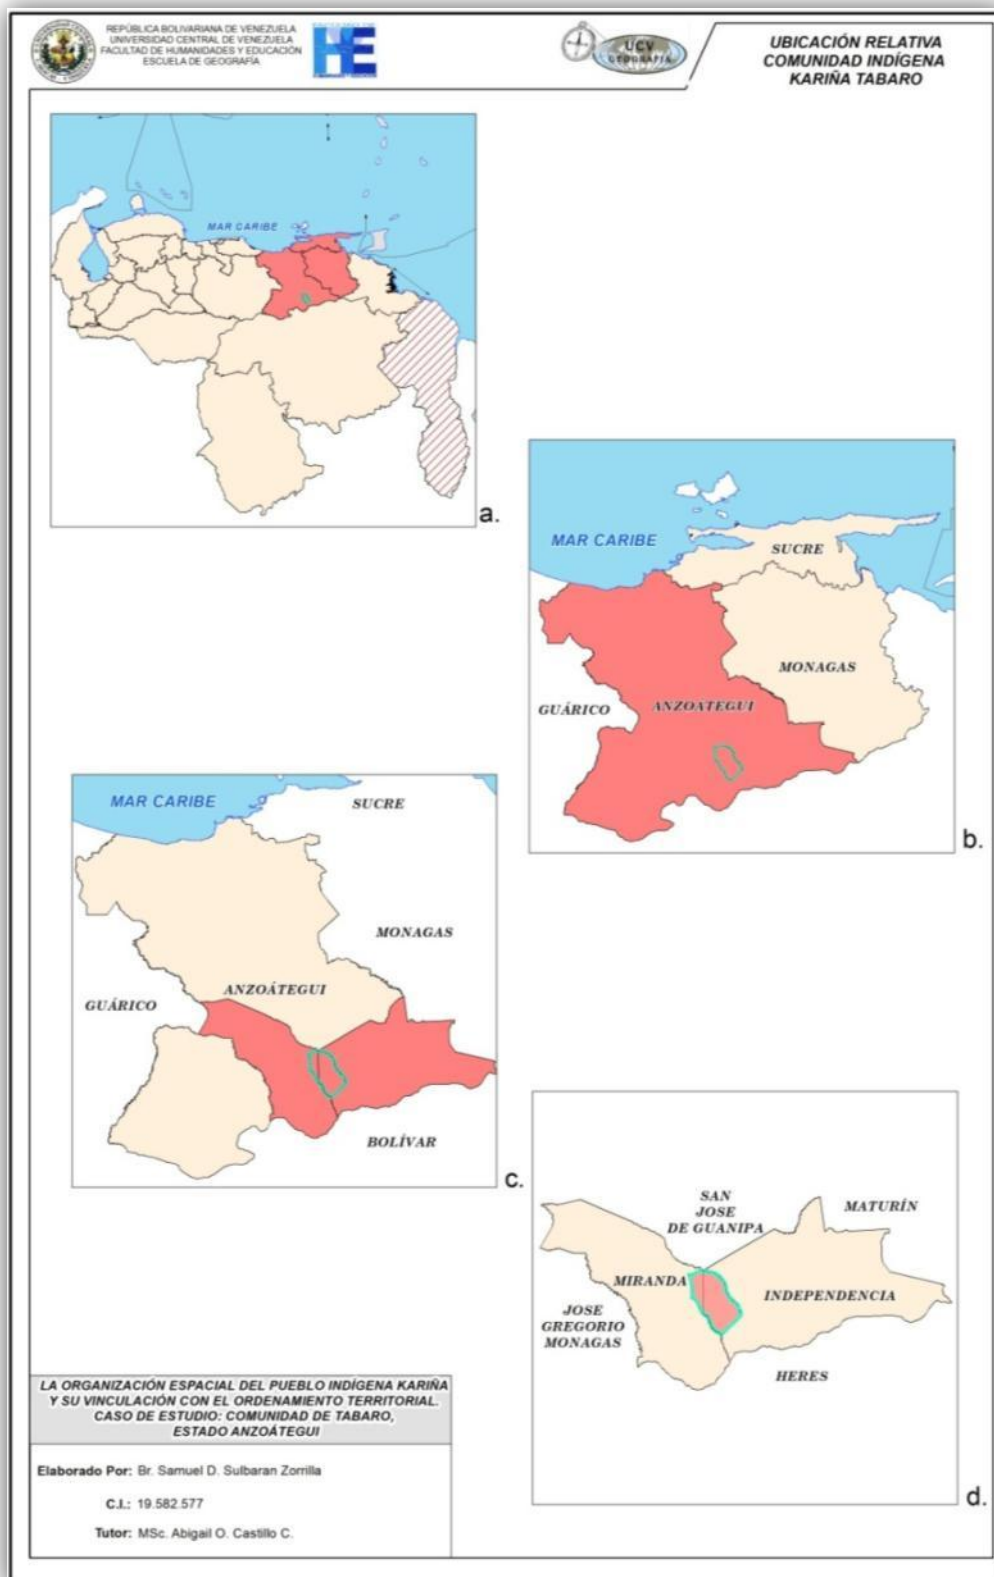 REPÚBLICA BOLIVARIANA DE VENEZUELA
UNIVERSIDAD CENTRAL DE VENEZUELA
FACULTAD DE HUMANIDADES Y EDUCACIÓN
ESCUELA DE GEOGRAFÍA
HE
UCV
GEOGRAFIA
UBICACIÓN RELATIVA
COMUNIDAD INDÍGENA
KARIÑA TABARO
MAR CARIBE
a.
MAR CARIBE
SUCRE
MONAGAS
GUÁRICO
ANZOÁTEGUI
b.
MAR CARIBE
SUCRE
MONAGAS
ANZOÁTEGUI
GUÁRICO
BOLÍVAR
c.
SAN
JOSE
DE GUANIPA
MATURÍN
MIRANDA
INDEPENDENCIA
JOSE
GREGORIO
MONAGAS
HERES
d.
LA ORGANIZACIÓN ESPACIAL DEL PUEBLO INDÍGENA KARIÑA
Y SU VINCULACIÓN CON EL ORDENAMIENTO TERRITORIAL.
CASO DE ESTUDIO: COMUNIDAD DE TABARO,
ESTADO ANZOÁTEGUI
Elaborado Por: Br. Samuel D. Sulbaran Zorrilla
C.I.: 19.582.577
Tutor: MSc. Abigail O. Castillo C.